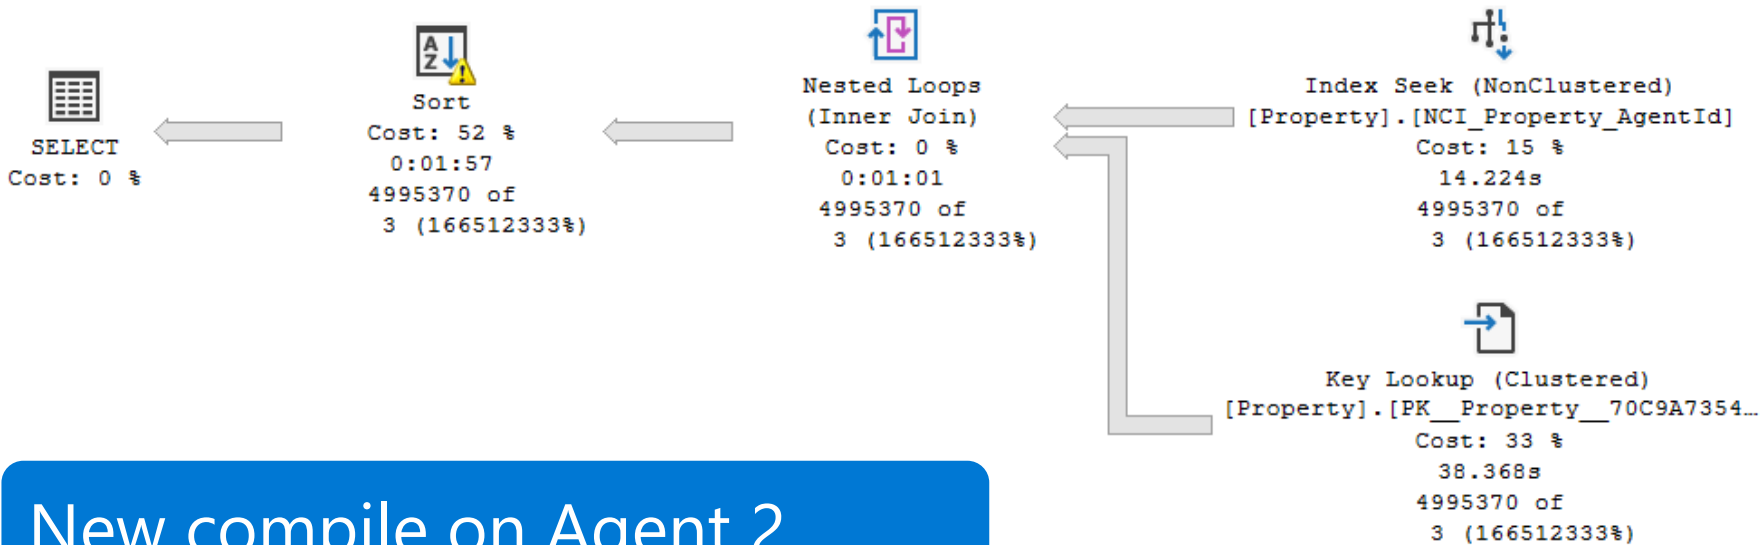 SELECT
Cost: 0 %
Sort
Cost: 52 %
0:01:57
4995370 of
3 (166512333%)
Nested Loops
(Inner Join)
Cost: 0 %
0:01:01
4995370 of
3 (166512333%)
Index Seek (NonClustered)
[Property].[NCI_Property_AgentId]
Cost: 15 %
14.224s
4995370 of
3 (166512333%)
Key Lookup (Clustered)
[Property].[PK__Property__70C9A7354…
Cost: 33 %
38.368s
4995370 of
3 (166512333%)
New compile on Agent 2